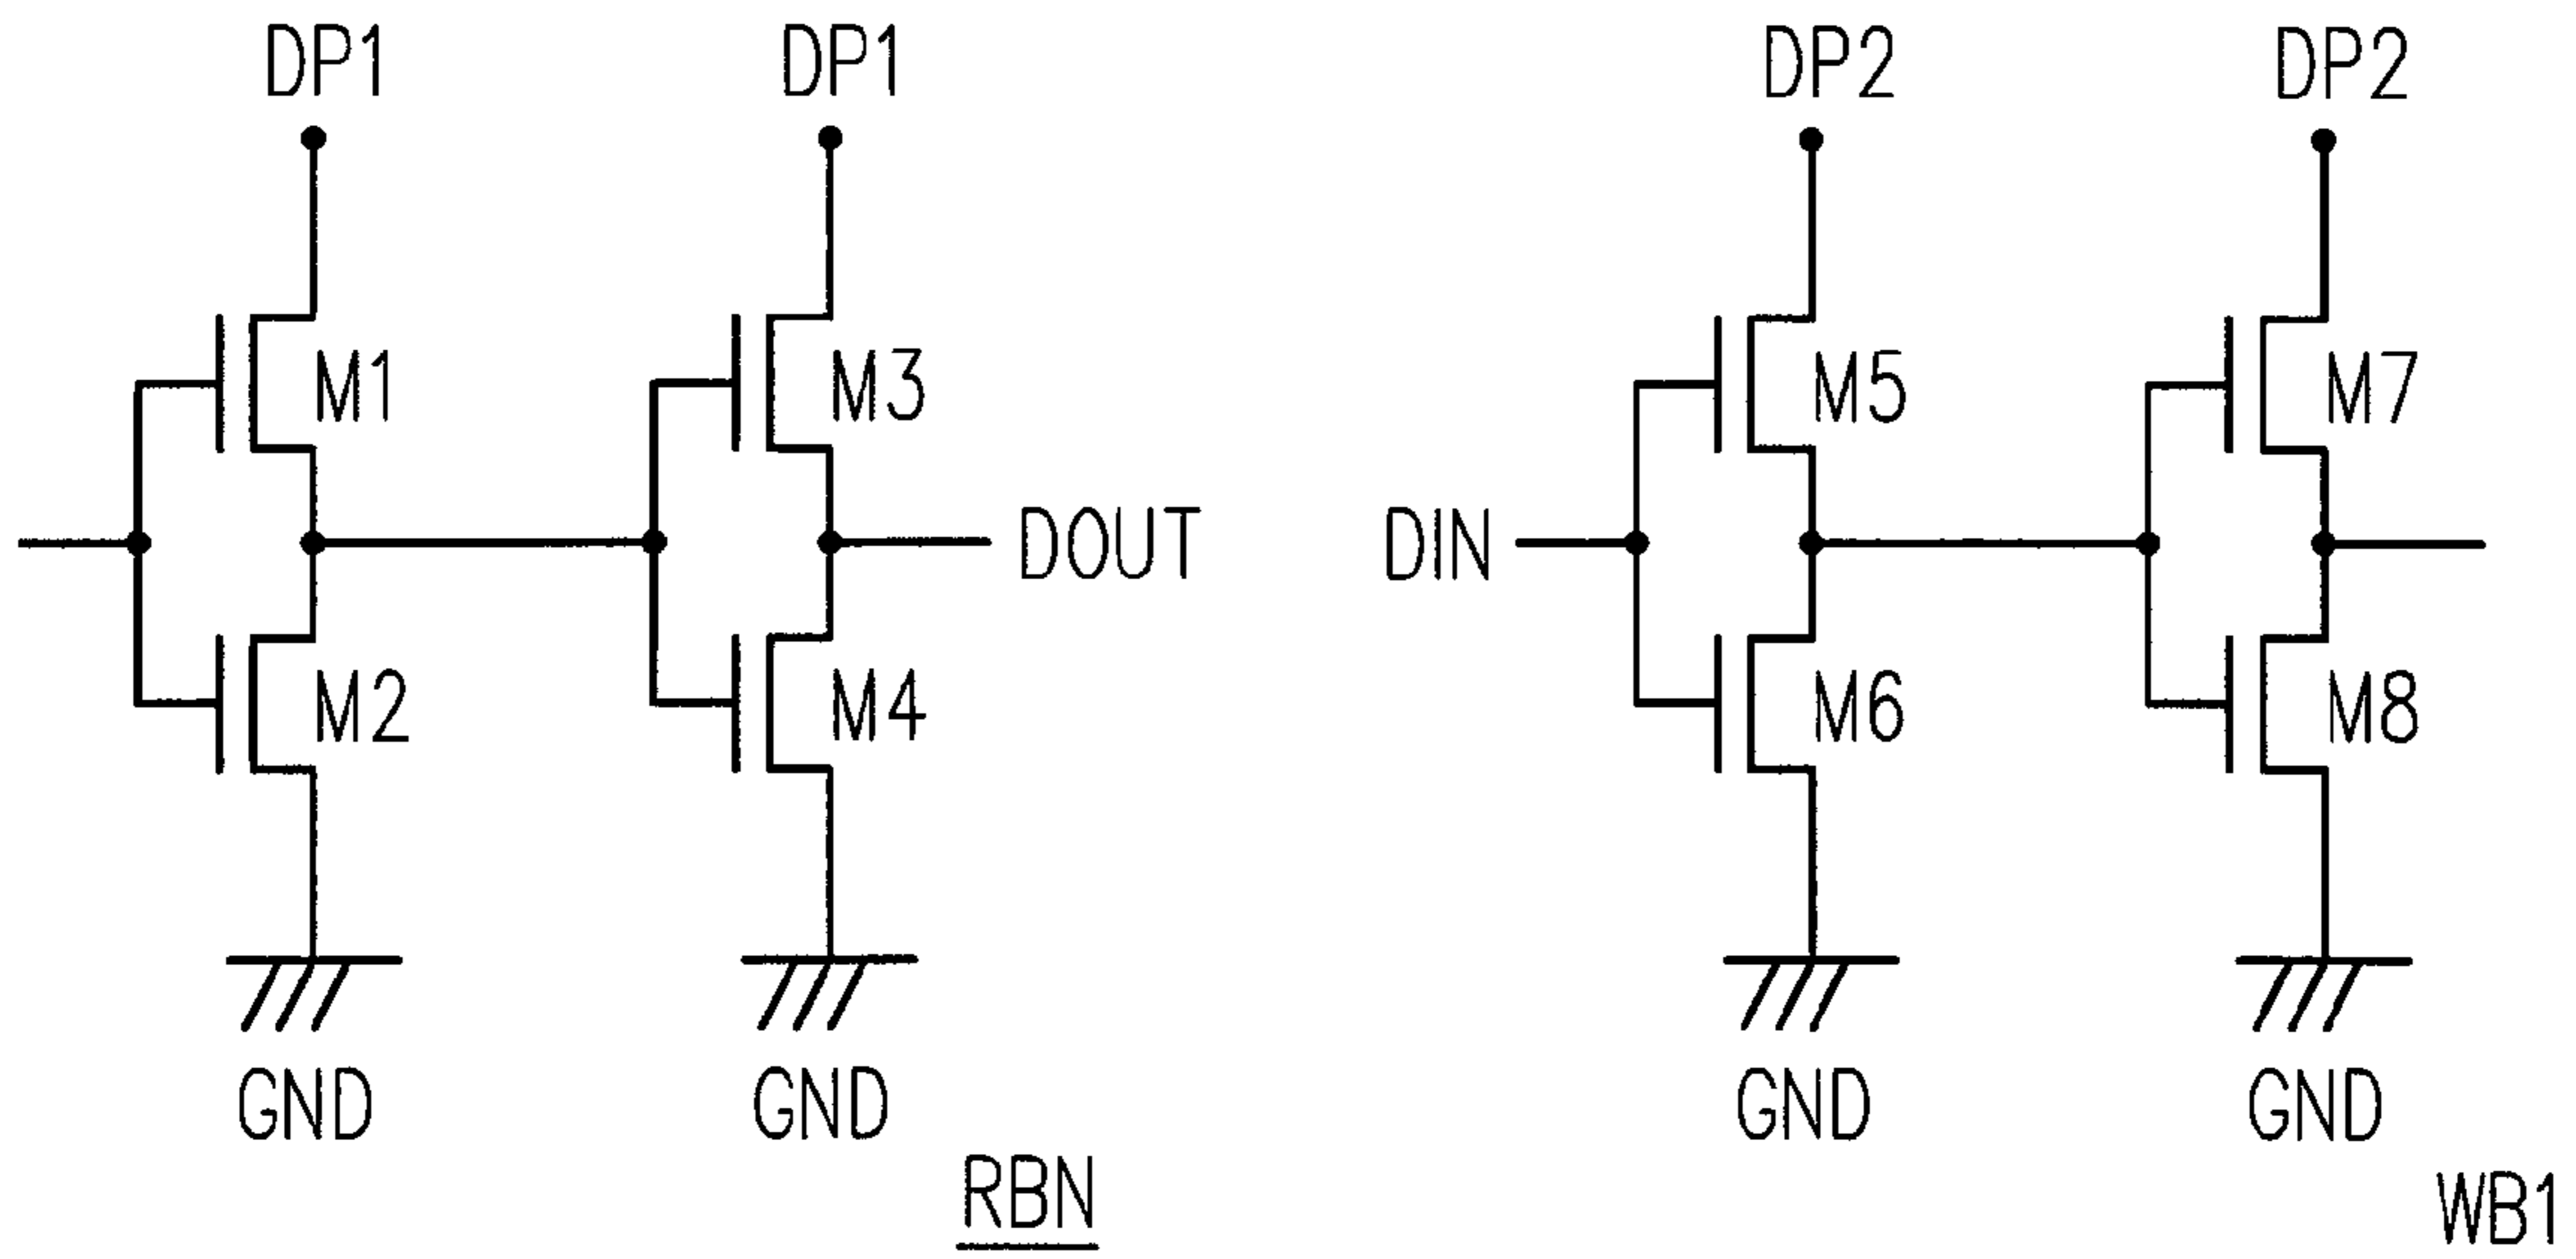 DP1 DP1 DP2 DP2
M1 M3 M5 M7
DOUT DIN
M2 M4 M6 M8
GND GND GND GND
RBN WB1